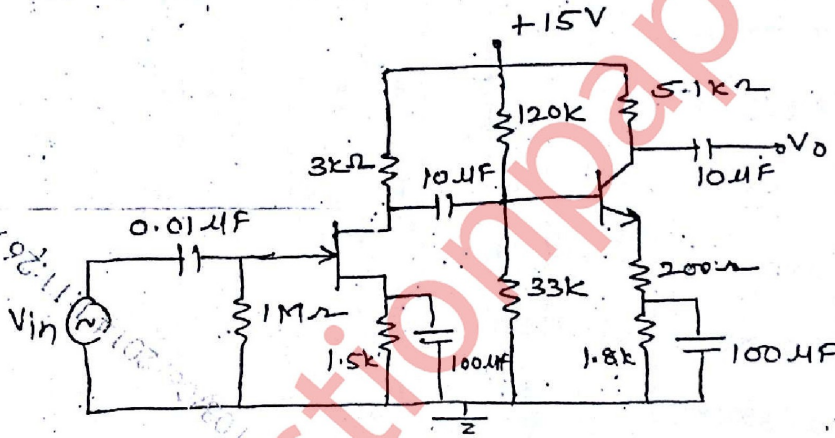 +15V
5.1kΩ
120K
3kΩ
10µF
Vo
10µF
0.01µF
200Ω
33K
Vin
1MΩ
1.5k
100µF
1.8k
100µF
stionpap